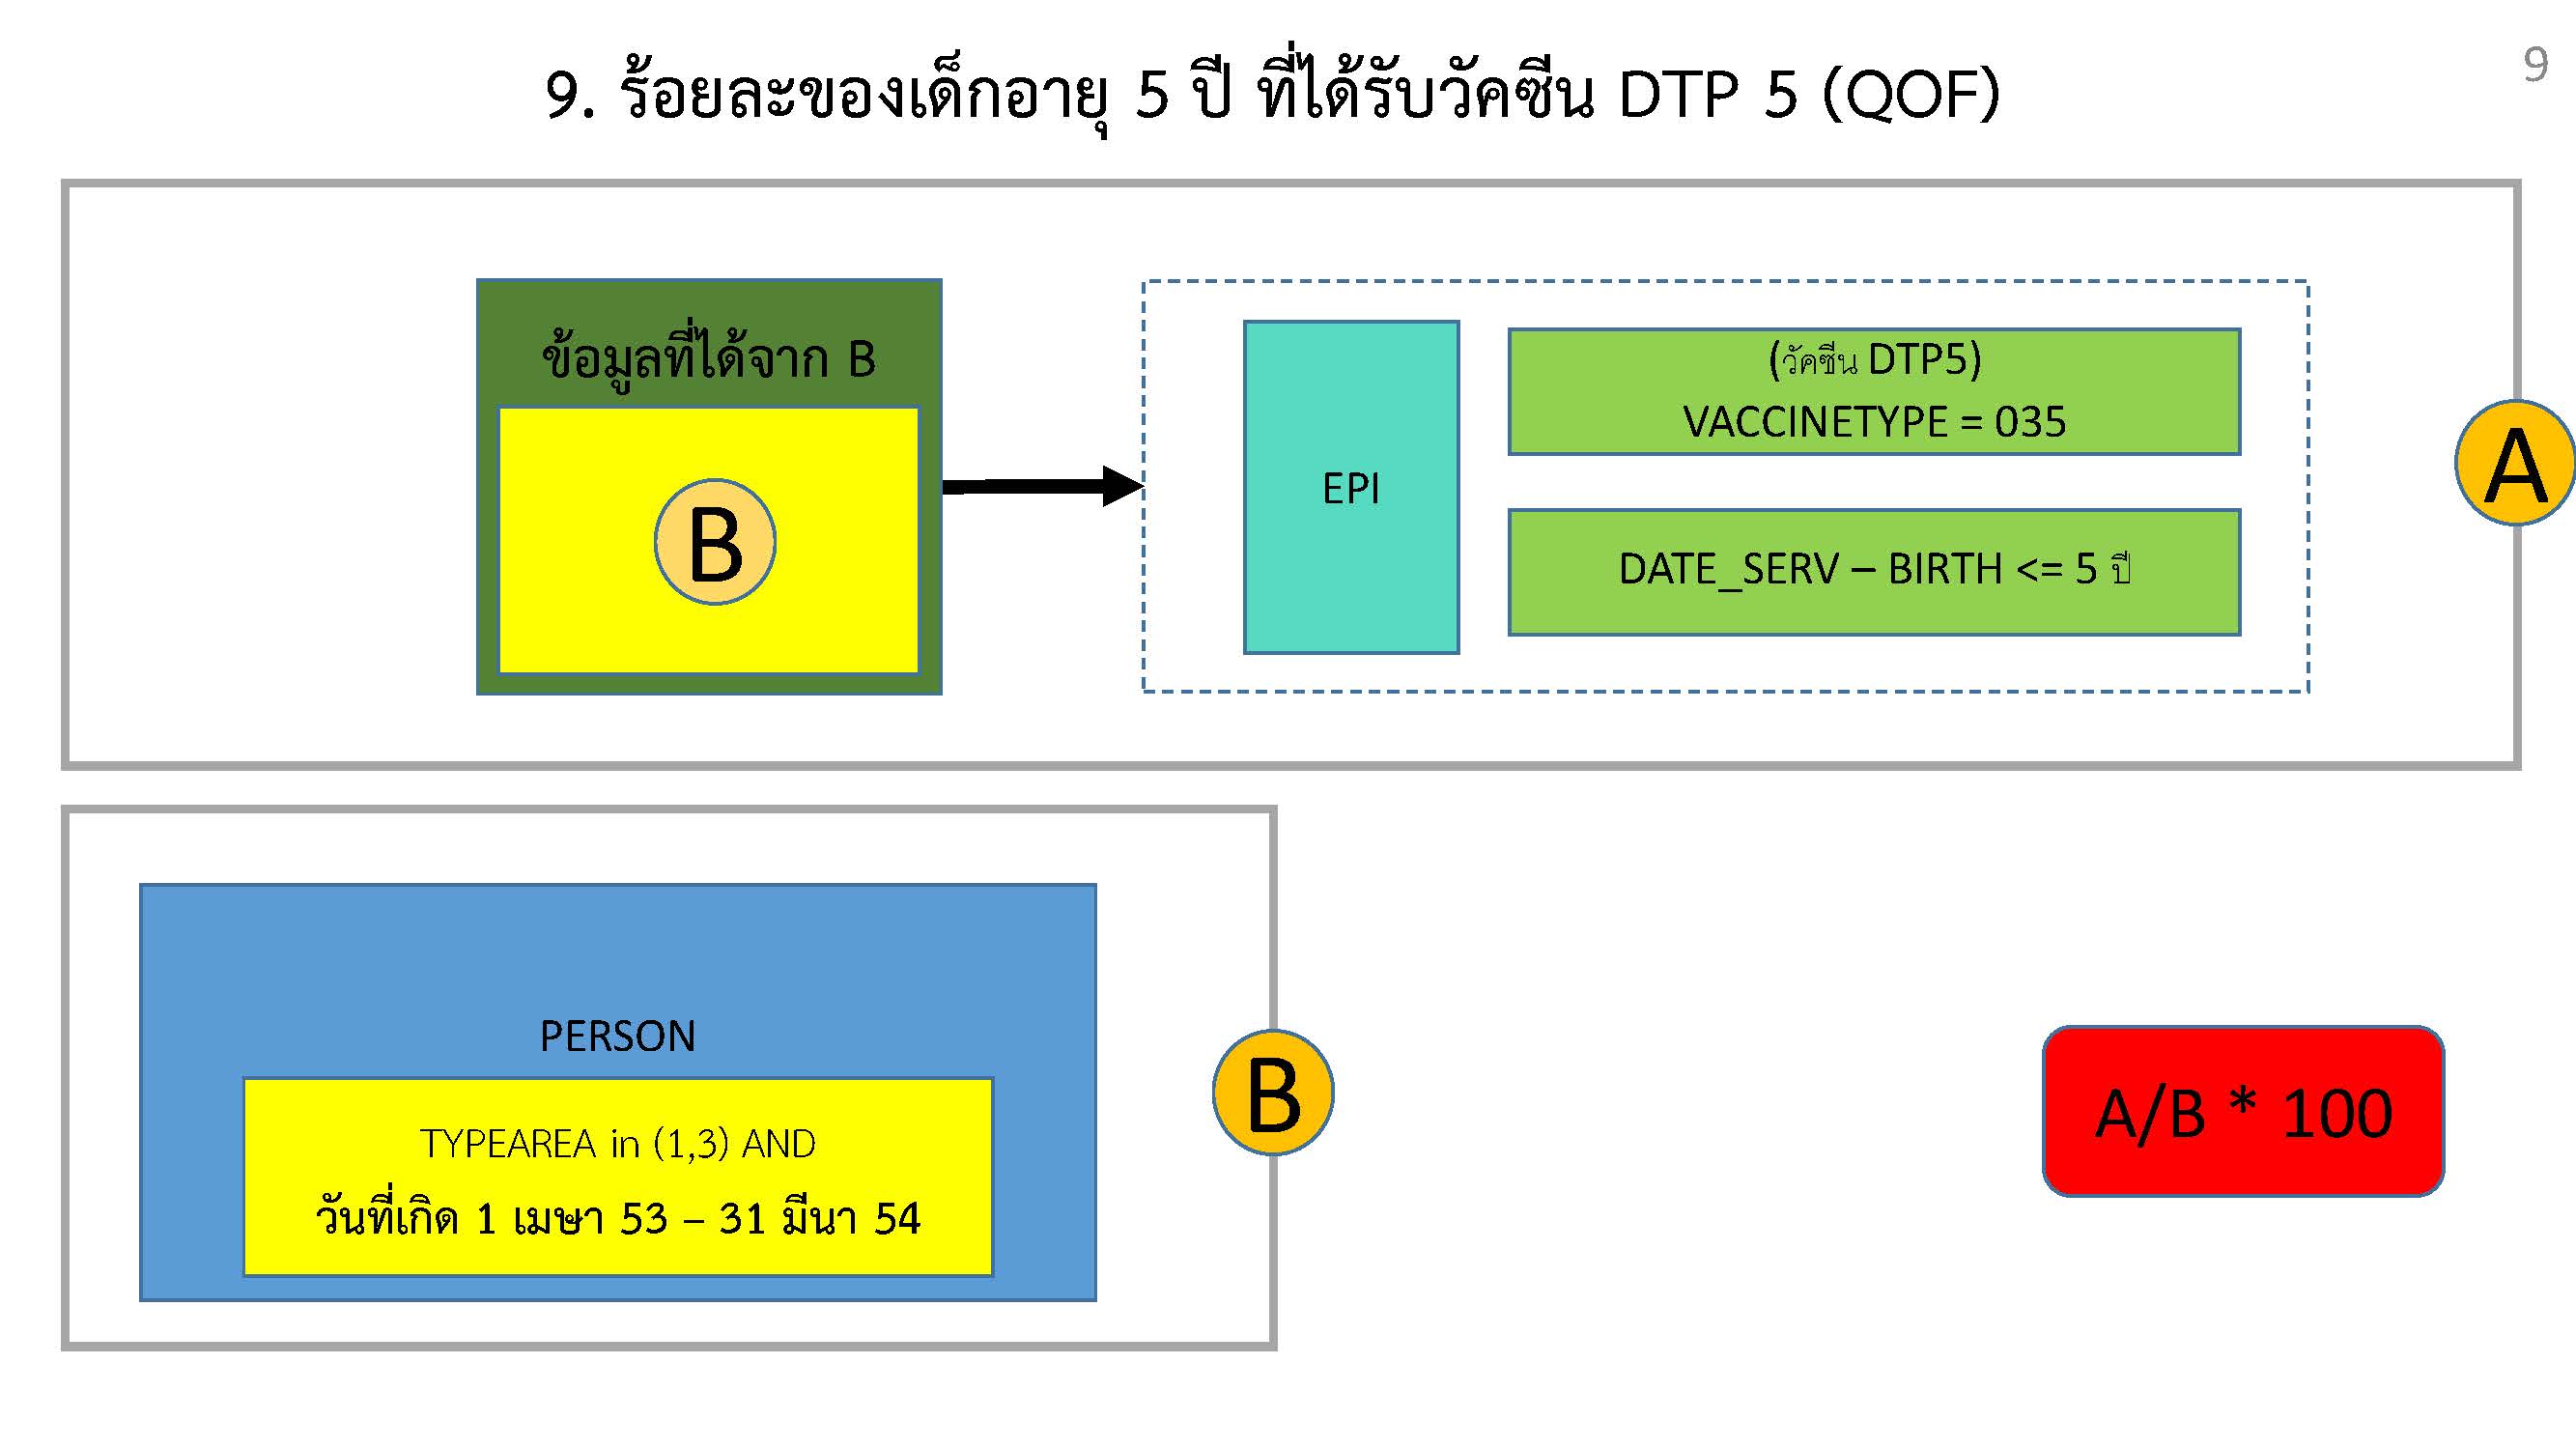 9. ร้อยละของเด็กอายุ 5 ปี ที่ได้รับวัคซีน DTP 5 (QOF)
9
ข้อมูลที่ได้จาก B
B
EPI
(วัคซีน DTP5)
VACCINETYPE = 035
DATE_SERV – BIRTH <= 5 ปี
A
PERSON
TYPEAREA in (1,3) AND
วันที่เกิด 1 เมษา 53 – 31 มีนา 54
B
A/B * 100